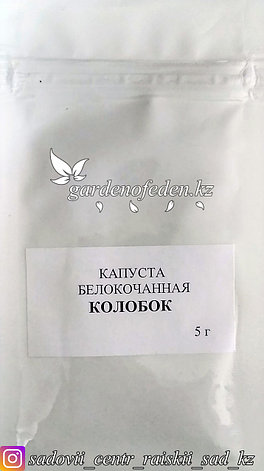 gardenofeden.kz
КАПУСТА
БЕЛОКОЧАННАЯ
КОЛОБОК
5 г
sadovii_centr_raiskii_sad_kz